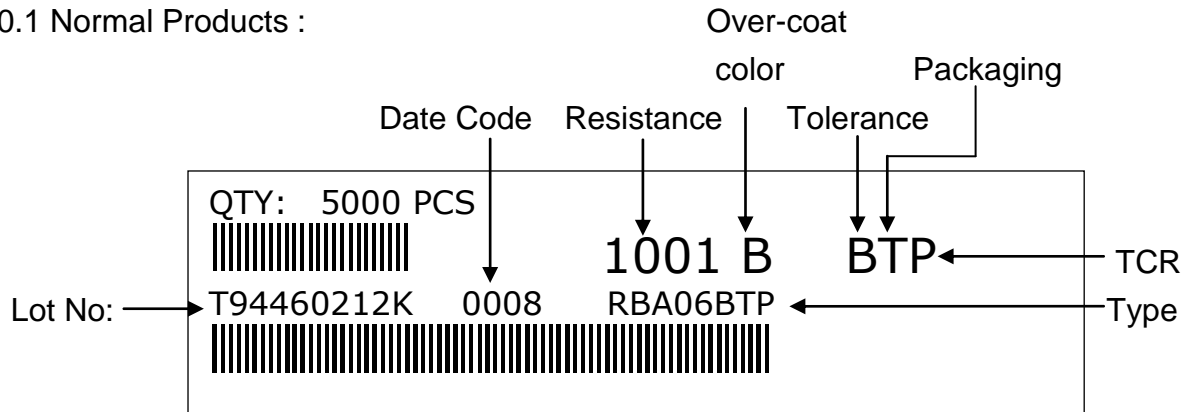 0.1 Normal Products :
Over-coat
color
Packaging
Date Code Resistance Tolerance
QTY: 5000 PCS
1001 B BTP
TCR
Lot No:
T94460212K 0008 RBA06BTP
Type